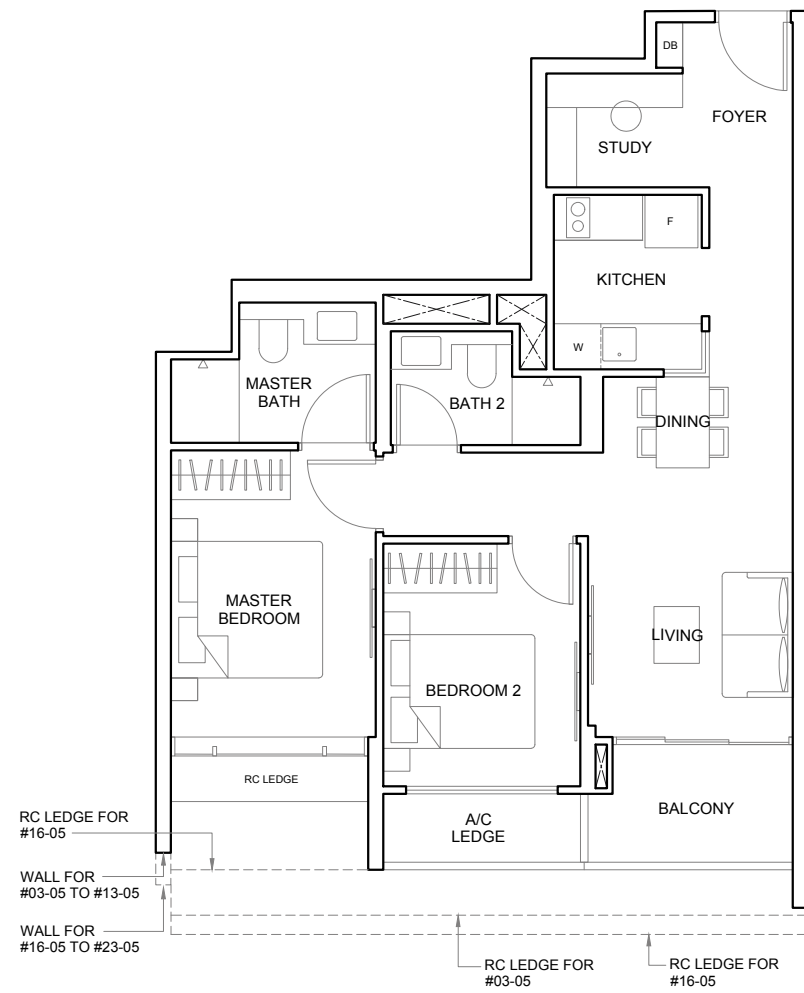 DB
FOYER
STUDY
F
KITCHEN
W
MASTER
BATH
BATH 2
DINING
MASTER
BEDROOM
LIVING
BEDROOM 2
RC LEDGE
A/C
LEDGE
BALCONY
RC LEDGE FOR
#16-05
WALL FOR
#03-05 TO #13-05
WALL FOR
#16-05 TO #23-05
RC LEDGE FOR
#03-05
RC LEDGE FOR
#16-05